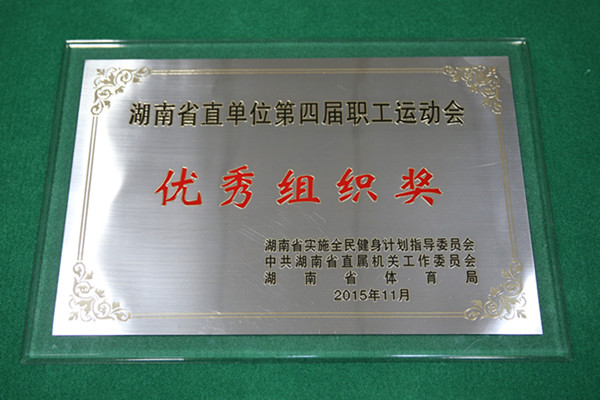 湖南省直单位第四届职工运动会
优秀组织奖
湖南省实施全民健身计划指导委员会
中共湖南省直属机关工作委员会
湖南省体育局
2015年11月